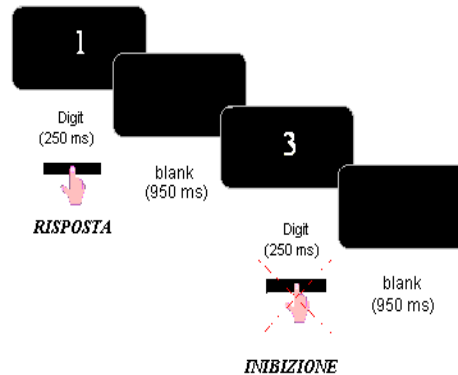 1
Digit
(250 ms)
RISPOSTA
blank
(950 ms)
3
Digit
(250 ms)
INIBIZIONE
blank
(950 ms)